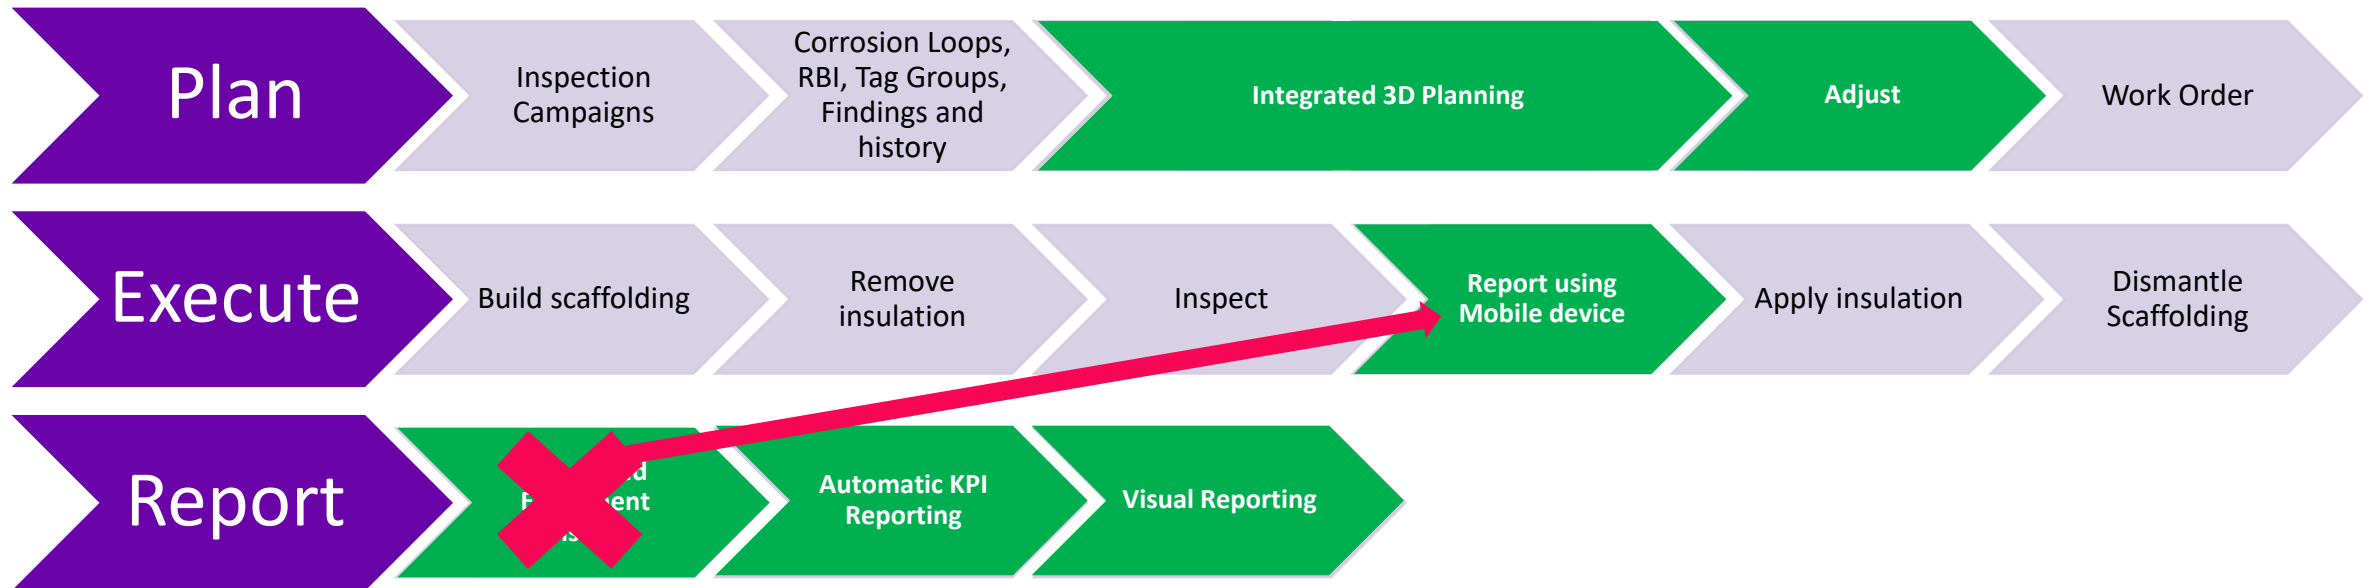 Plan
Inspection
Campaigns
Corrosion Loops,
RBI, Tag Groups,
Findings and
history
Integrated 3D Planning
Adjust
Work Order
Execute
Build scaffolding
Remove
insulation
Inspect
Report using
Mobile device
Apply insulation
Dismantle
Scaffolding
Report
Automatic KPI
Reporting
Visual Reporting